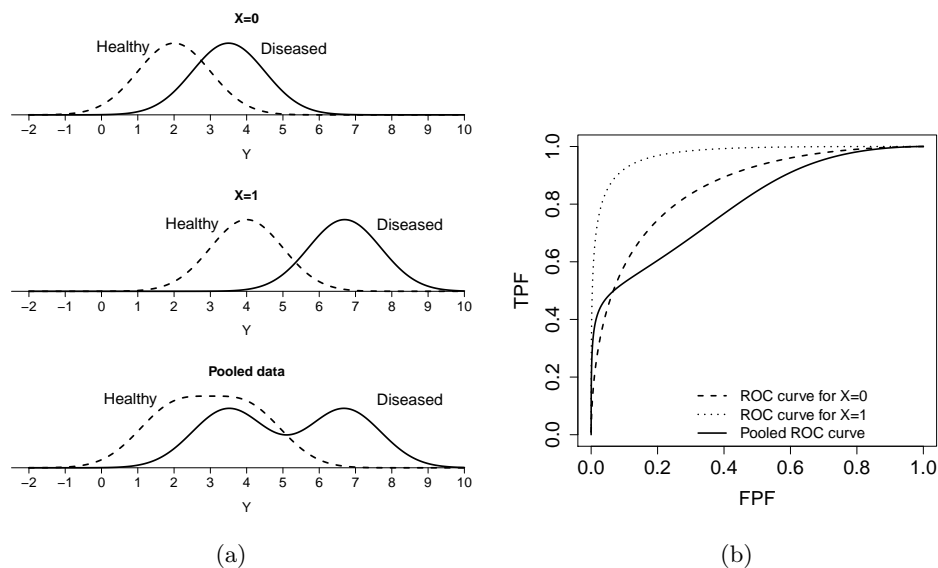 X=0
Healthy
Diseased
−2 −1 0 1 2 3 4 5 6 7 8 9 10
Y
X=1
Healthy
Diseased
−2 −1 0 1 2 3 4 5 6 7 8 9 10
Y
Pooled data
Healthy
Diseased
−2 −1 0 1 2 3 4 5 6 7 8 9 10
Y
(a)
TPF
1.0
0.8
0.6
0.4
0.2
0.0
ROC curve for X=0
ROC curve for X=1
Pooled ROC curve
0.0 0.2 0.4 0.6 0.8 1.0
FPF
(b)